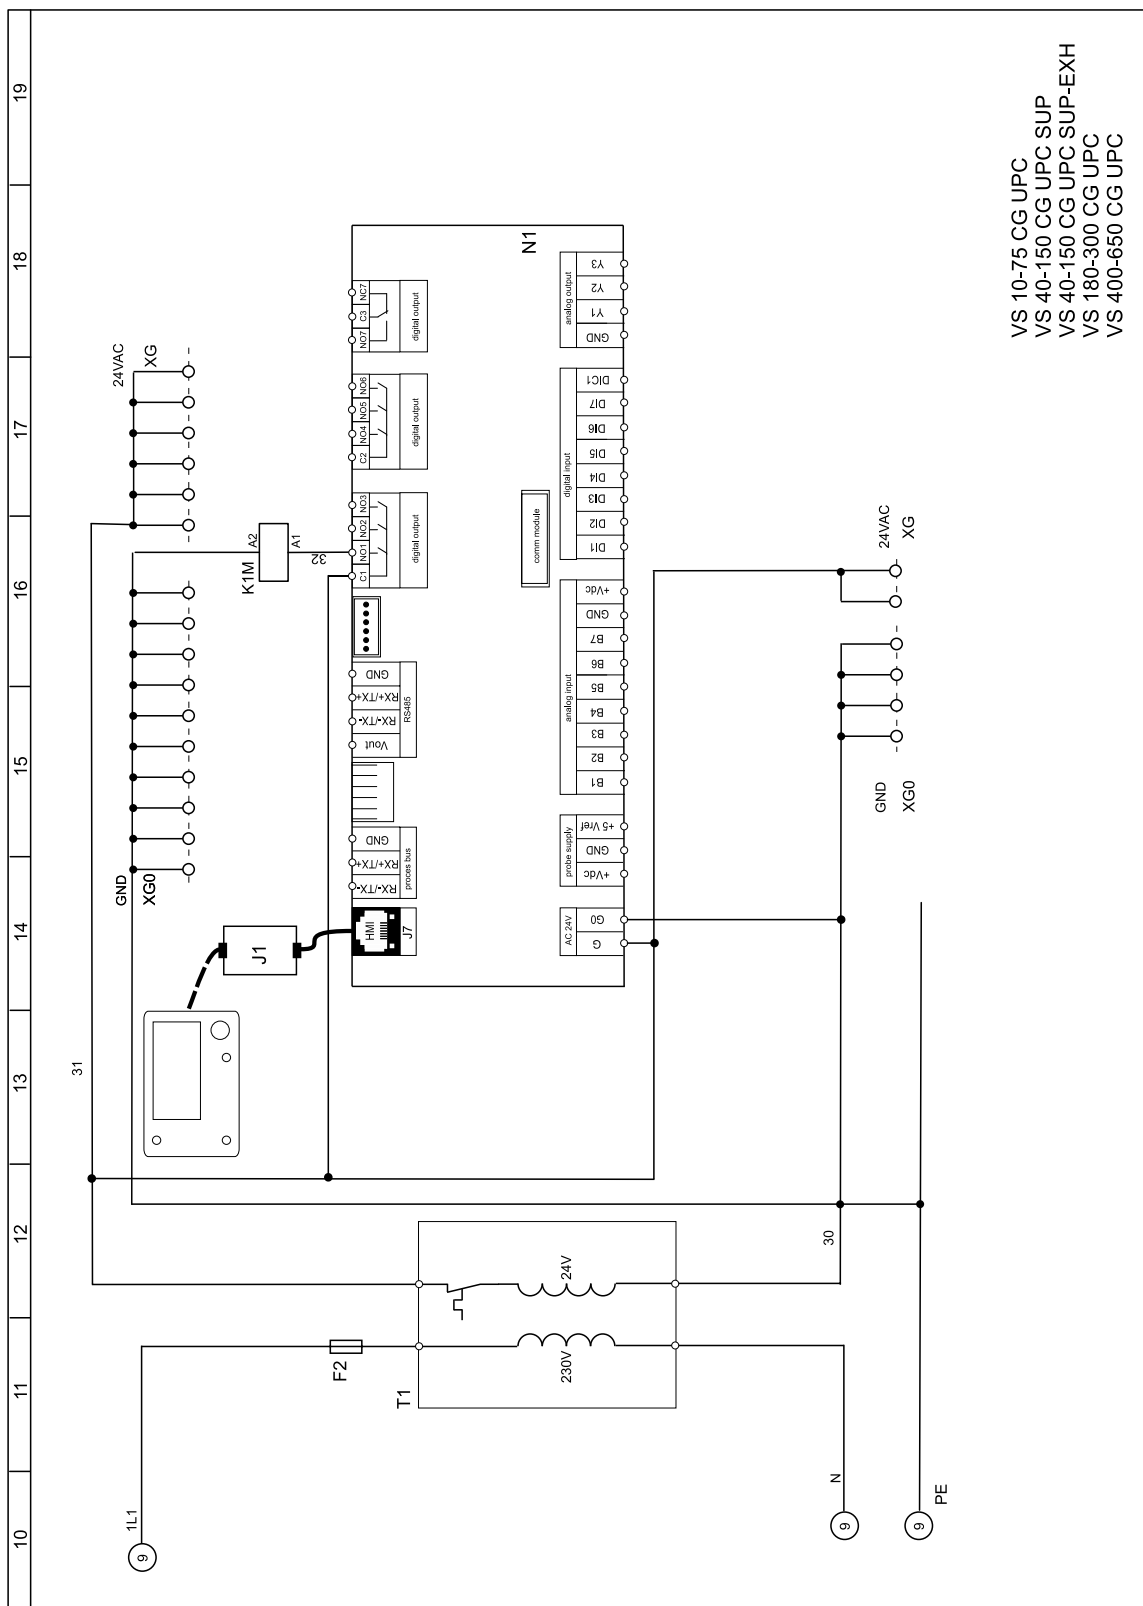 10 11 12 13 14 15 16 17 18 19
9 1L1
F2
T1
230V
24V
9 N
9 PE
30
31
GND
XG0
24VAC
XG
J1
K1M
A2
A1
32
N1
HMI
J7
RX-/TX- RX+/TX+ GND
proces bus
Vout RX-/TX- RX+/TX+ GND
RS485
C1 NO1 NO2 NO3
digital output
C2 NO4 NO5 NO6
digital output
NO7 C3 NC7
digital output
comm module
AC 24V
G G0
probe supply
+Vdc GND +5 Vref
analog input
B1 B2 B3 B4 B5 B6 B7 GND +Vdc
digital input
DI1 DI2 DI3 DI4 DI5 DI6 DI7 DIC1
analog output
GND Y1 Y2 Y3
GND
XG0
24VAC
XG
VS 10-75 CG UPC
VS 40-150 CG UPC SUP
VS 40-150 CG UPC SUP-EXH
VS 180-300 CG UPC
VS 400-650 CG UPC